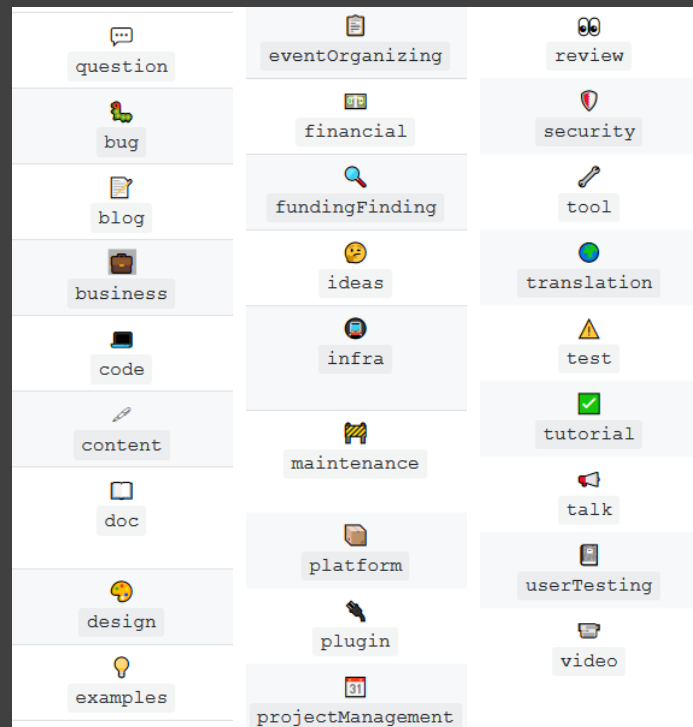 question
bug
blog
business
code
content
doc
design
examples
eventOrganizing
financial
fundingFinding
ideas
infra
maintenance
platform
plugin
31
projectManagement
review
security
tool
translation
test
tutorial
talk
userTesting
video